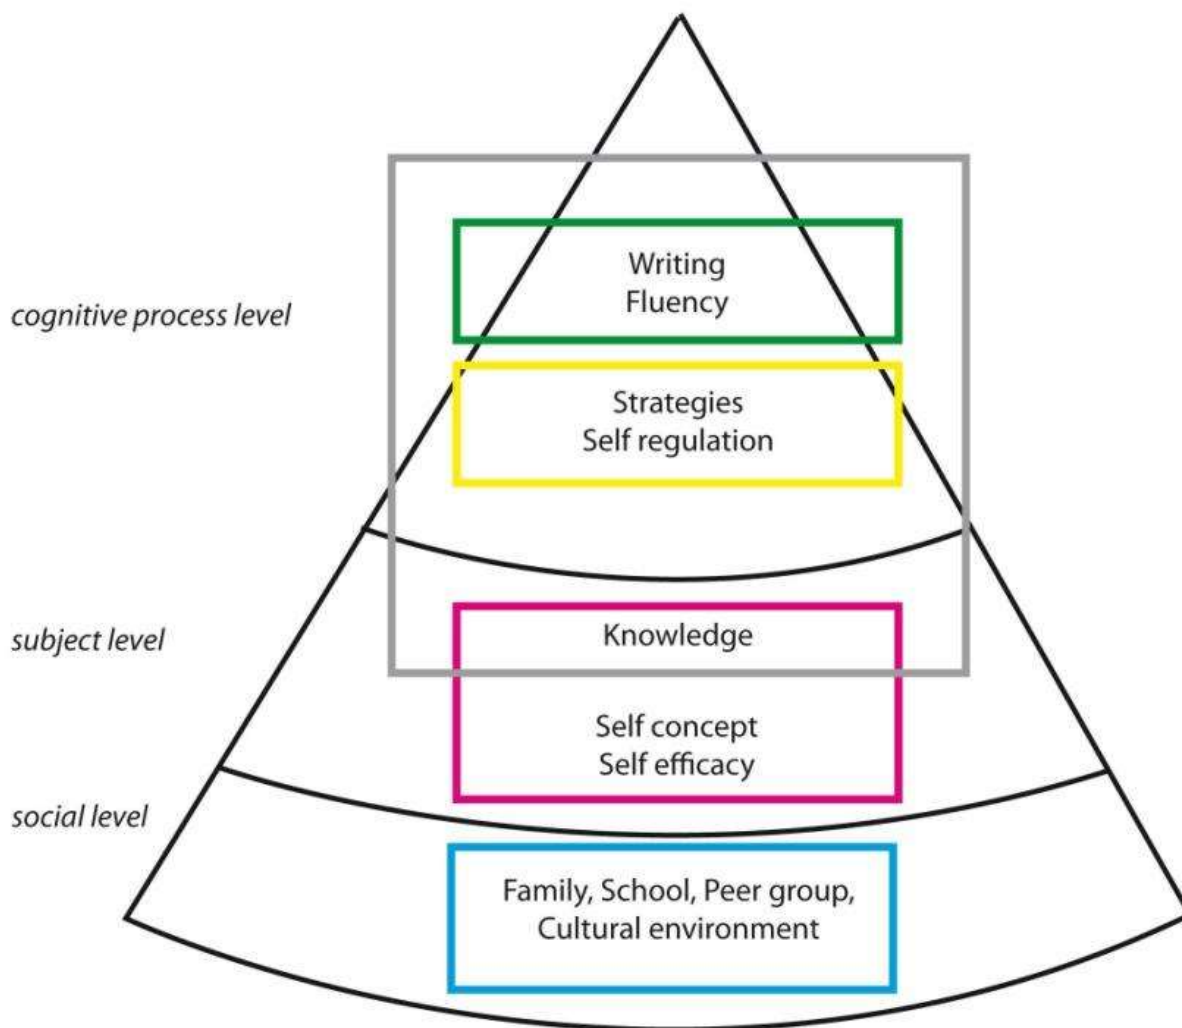 Writing
Fluency
cognitive process level
Strategies
Self regulation
subject level
Knowledge
Self concept
Self efficacy
social level
Family, School, Peer group,
Cultural environment